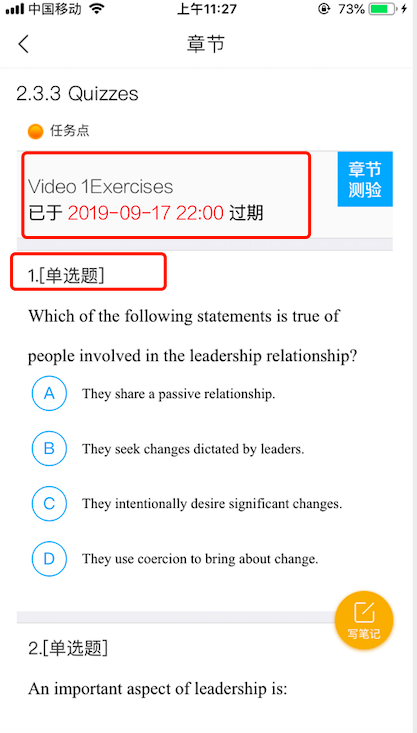 中国移动 上午11:27 73%
章节
2.3.3 Quizzes
任务点
章节
测验
Video 1Exercises
已于 2019-09-17 22:00 过期
1.[单选题]
Which of the following statements is true of
people involved in the leadership relationship?
A They share a passive relationship.
B They seek changes dictated by leaders.
C They intentionally desire significant changes.
D They use coercion to bring about change.
写笔记
2.[单选题]
An important aspect of leadership is: